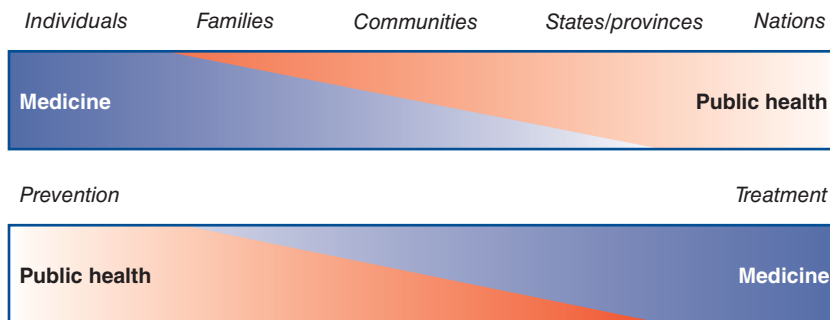 Individuals Families Communities States/provinces Nations
Medicine Public health
Prevention Treatment
Public health Medicine